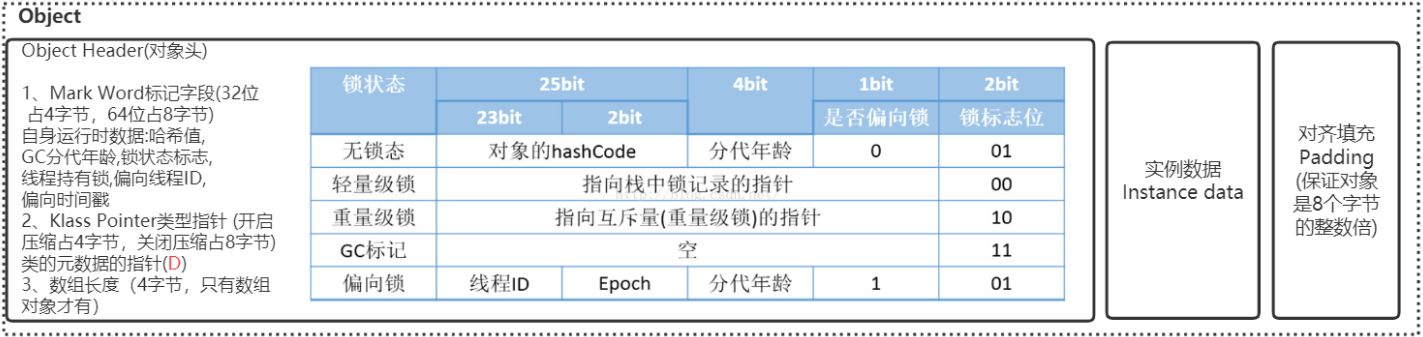 Object
Object Header(对象头)
1、Mark Word标记字段(32位
占4字节，64位占8字节)
自身运行时数据:哈希值,
GC分代年龄,锁状态标志,
线程持有锁,偏向线程ID,
偏向时间戳
2、Klass Pointer类型指针 (开启
压缩占4字节，关闭压缩占8字节)
类的元数据的指针(D)
3、数组长度（4字节，只有数组
对象才有）
锁状态 25bit 4bit 1bit 2bit
23bit 2bit 是否偏向锁 锁标志位
无锁态 对象的hashCode 分代年龄 0 01
轻量级锁 指向栈中锁记录的指针 00
重量级锁 指向互斥量(重量级锁)的指针 10
GC标记 空 11
偏向锁 线程ID Epoch 分代年龄 1 01
实例数据
Instance data
对齐填充
Padding
(保证对象
是8个字节
的整数倍)